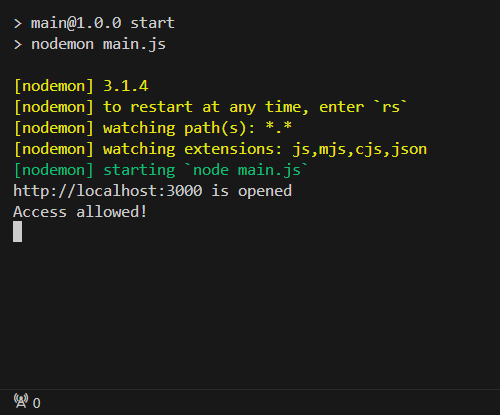 > main@1.0.0 start
> nodemon main.js
[nodemon] 3.1.4
[nodemon] to restart at any time, enter `rs`
[nodemon] watching path(s): *.*
[nodemon] watching extensions: js,mjs,cjs,json
[nodemon] starting `node main.js`
http://localhost:3000 is opened
Access allowed!
0